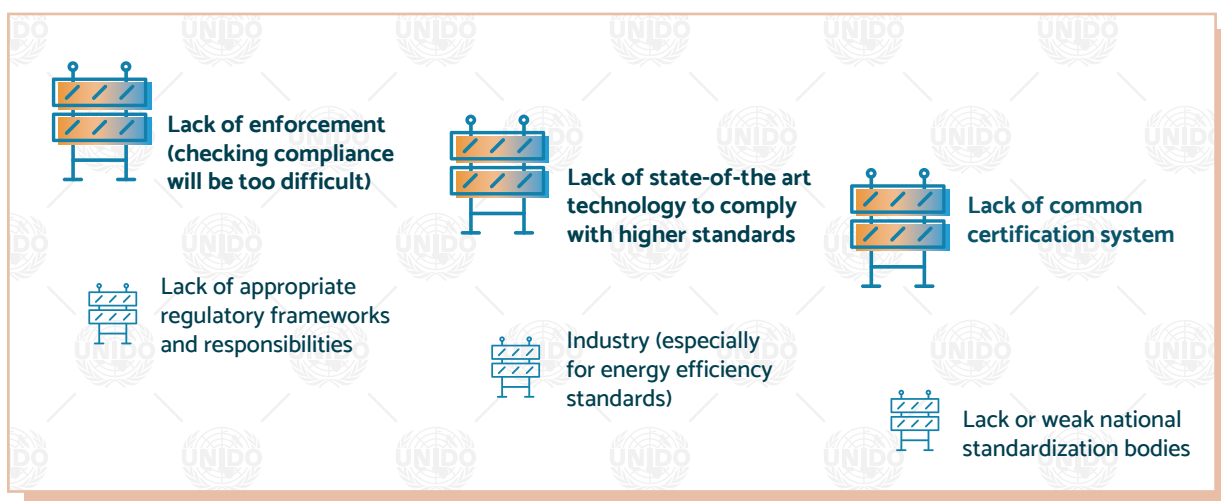 Lack of enforcement
(checking compliance
will be too difficult)
Lack of state-of-the art
technology to comply
with higher standards
Lack of common
certification system
Lack of appropriate
regulatory frameworks
and responsibilities
Industry (especially
for energy efficiency
standards)
Lack or weak national
standardization bodies
UNIDO